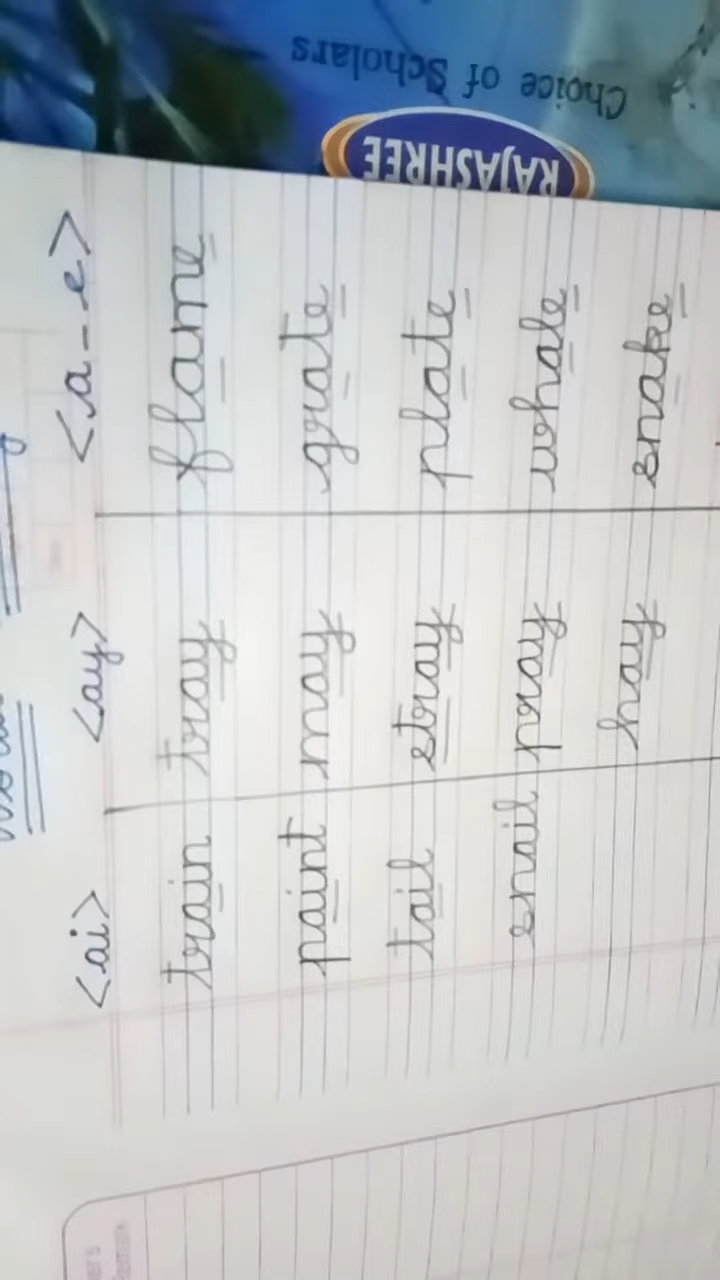 Choice of Scholars
RAJASHREE
<ai> <ay> <a-e>
train tray flame
paint may grate
tail stray plate
snail pray whale
hay snake